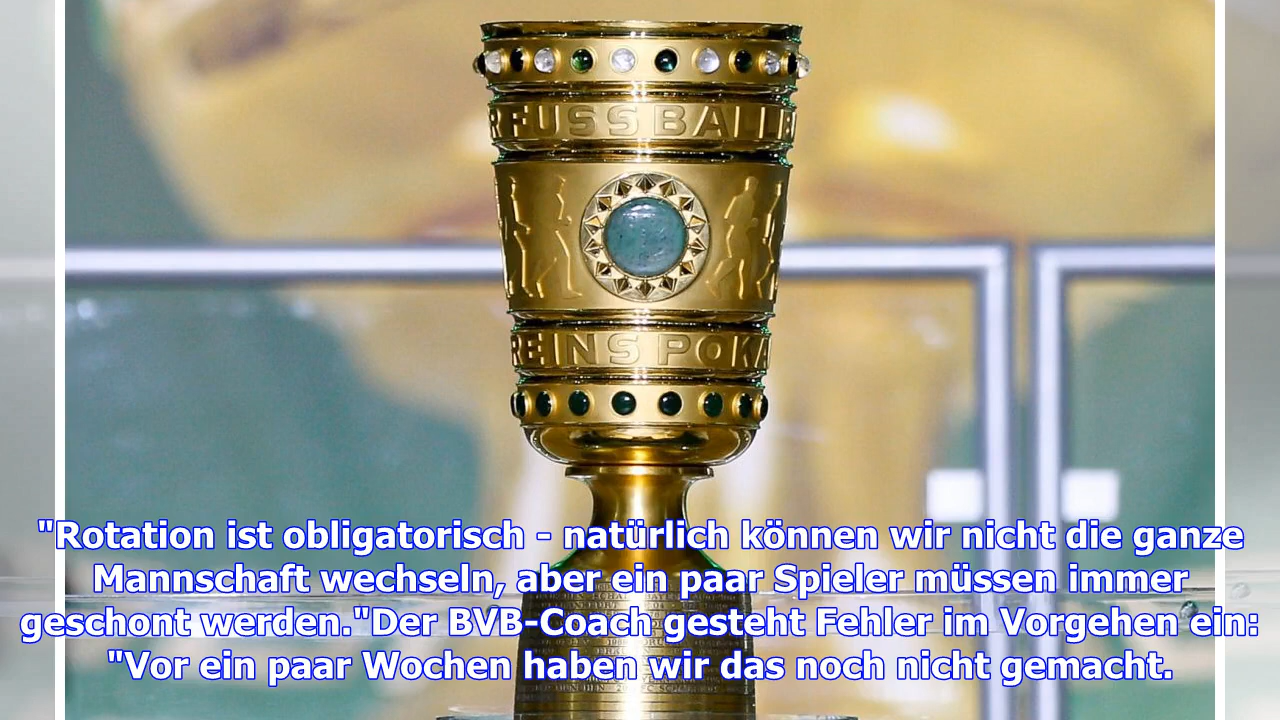 RFUSSBALL
REINS POKA
"Rotation ist obligatorisch - natürlich können wir nicht die ganze
Mannschaft wechseln, aber ein paar Spieler müssen immer
geschont werden."Der BVB-Coach gesteht Fehler im Vorgehen ein:
"Vor ein paar Wochen haben wir das noch nicht gemacht.